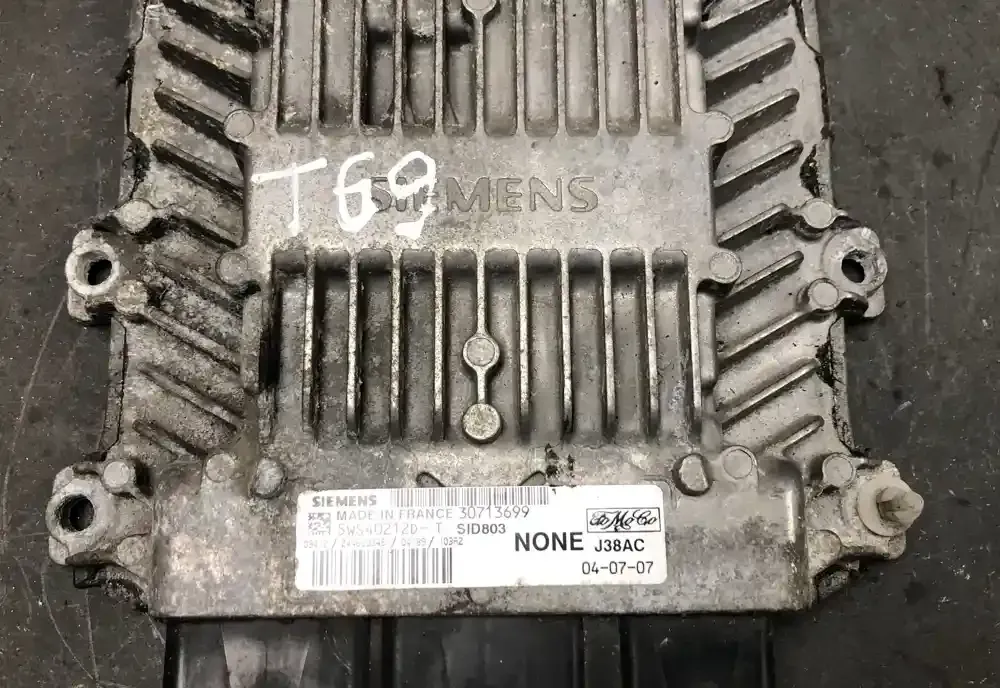 T69
SIEMENS
SIEMENS
MADE IN FRANCE 30713699
5WS40212D-T SID803
FoMoCo
NONE J38AC
04-07-07